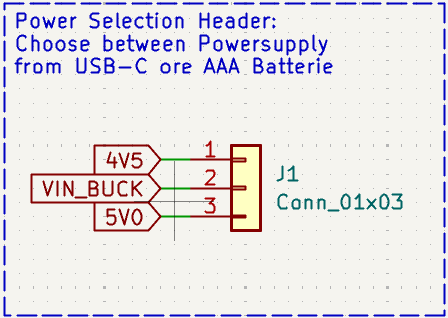 Power Selection Header:
Choose between Powersupply
from USB-C ore AAA Batterie
4V5 1
VIN_BUCK 2
5V0 3
J1
Conn_01x03